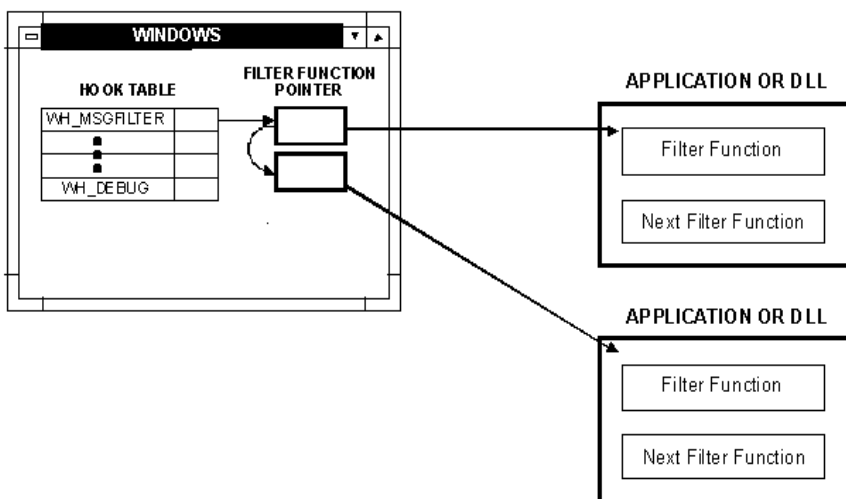 WINDOWS
HOOK TABLE
FILTER FUNCTION
POINTER
WH_MSGFILTER
WH_DEBUG
APPLICATION OR DLL
Filter Function
Next Filter Function
APPLICATION OR DLL
Filter Function
Next Filter Function